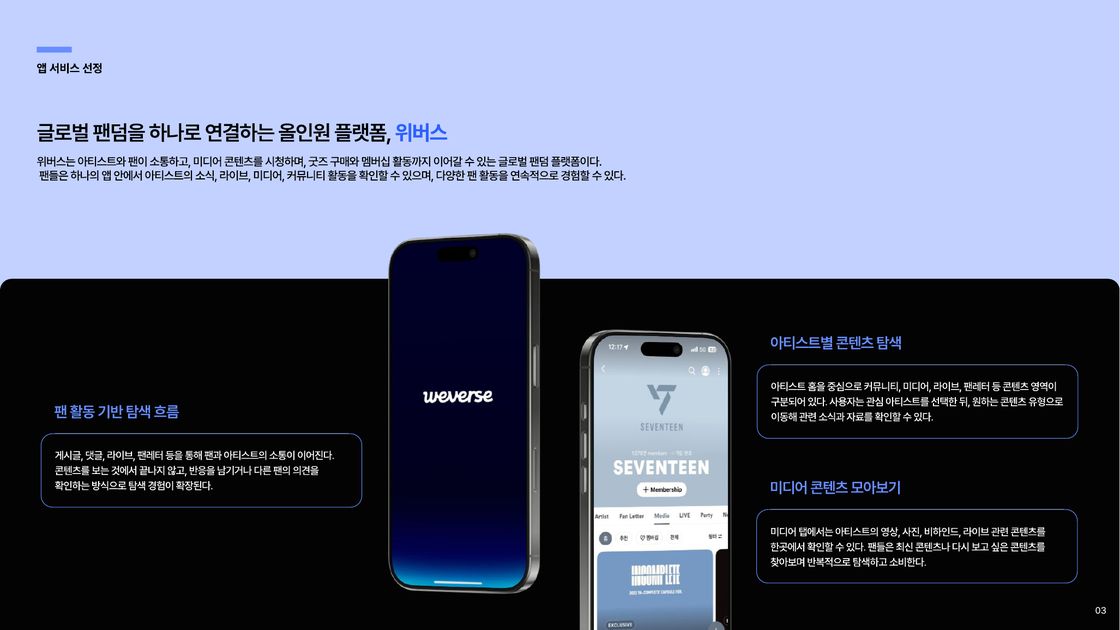 앱 서비스 선정
글로벌 팬덤을 하나로 연결하는 올인원 플랫폼, 위버스
위버스는 아티스트와 팬이 소통하고, 미디어 콘텐츠를 시청하며, 굿즈 구매와 멤버십 활동까지 이어갈 수 있는 글로벌 팬덤 플랫폼이다.
팬들은 하나의 앱 안에서 아티스트의 소식, 라이브, 미디어, 커뮤니티 활동을 확인할 수 있으며, 다양한 팬 활동을 연속적으로 경험할 수 있다.
팬 활동 기반 탐색 흐름
게시글, 댓글, 라이브, 팬레터 등을 통해 팬과 아티스트의 소통이 이어진다.
콘텐츠를 보는 것에서 끝나지 않고, 반응을 남기거나 다른 팬의 의견을
확인하는 방식으로 탐색 경험이 확장된다.
weverse
12:17
50
SEVENTEEN
SEVENTEEN
+ Membership
Artist Fan Letter Media LIVE Party
홈 추천 멤버십 전체 필터
EXCLUSIVE
아티스트별 콘텐츠 탐색
아티스트 홈을 중심으로 커뮤니티, 미디어, 라이브, 팬레터 등 콘텐츠 영역이
구분되어 있다. 사용자는 관심 아티스트를 선택한 뒤, 원하는 콘텐츠 유형으로
이동해 관련 소식과 자료를 확인할 수 있다.
미디어 콘텐츠 모아보기
미디어 탭에서는 아티스트의 영상, 사진, 비하인드, 라이브 관련 콘텐츠를
한곳에서 확인할 수 있다. 팬들은 최신 콘텐츠나 다시 보고 싶은 콘텐츠를
찾아보며 반복적으로 탐색하고 소비한다.
03